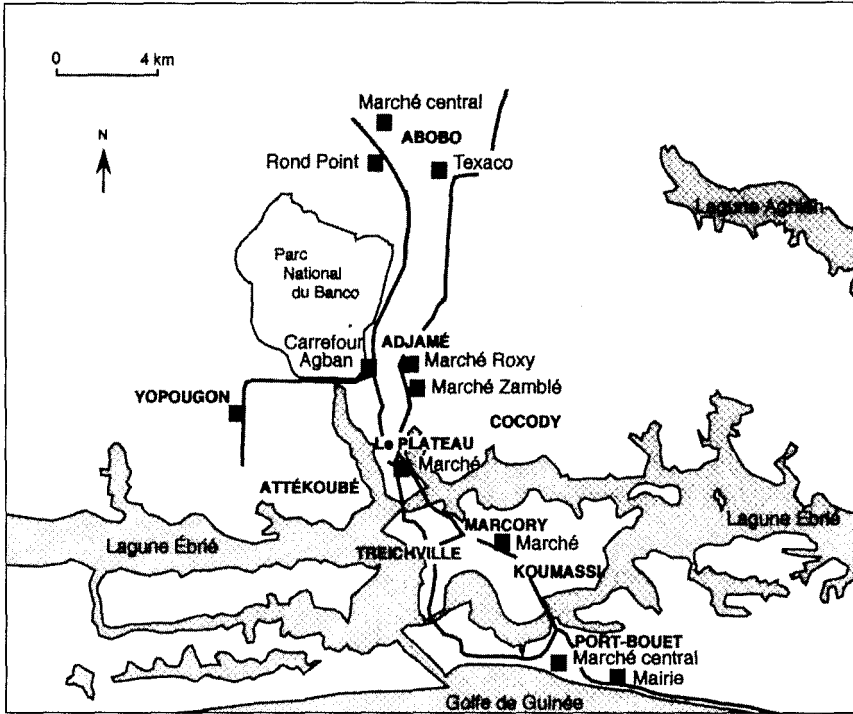 0 4 km
N
Marché central
ABOBO
Rond Point
Texaco
Lagune Aghien
Parc
National
du Banco
Carrefour
Agban
ADJAMÉ
Marché Roxy
Marché Zamblé
YOPOUGON
COCODY
Le PLATEAU
Marché
ATTÉKOUBÉ
Lagune Ébrié
MARCORY
Marché
Lagune Ébrié
TREICHVILLE
KOUMASSI
PORT-BOUET
Marché central
Mairie
Golfe de Guinée